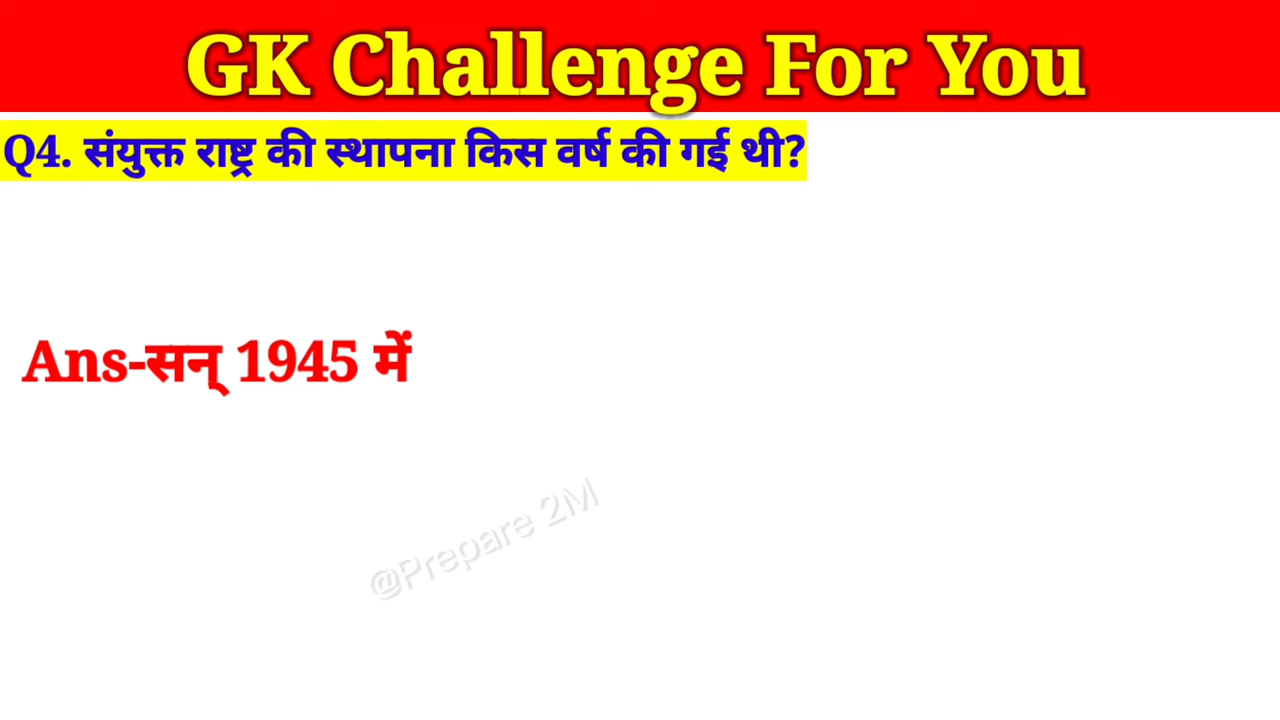 GK Challenge For You
Q4. संयुक्त राष्ट्र की स्थापना किस वर्ष की गई थी?
Ans-सन् 1945 में
@Prepare 2M